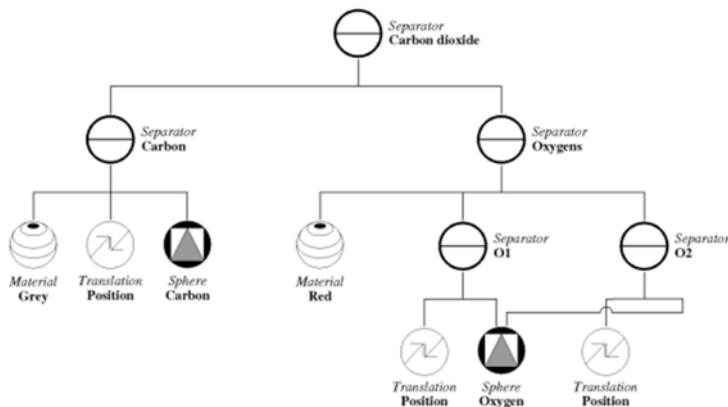 Separator
Carbon dioxide
Separator
Carbon
Separator
Oxygens
Material
Grey
Translation
Position
Sphere
Carbon
Material
Red
Separator
O1
Separator
O2
Translation
Position
Sphere
Oxygen
Translation
Position